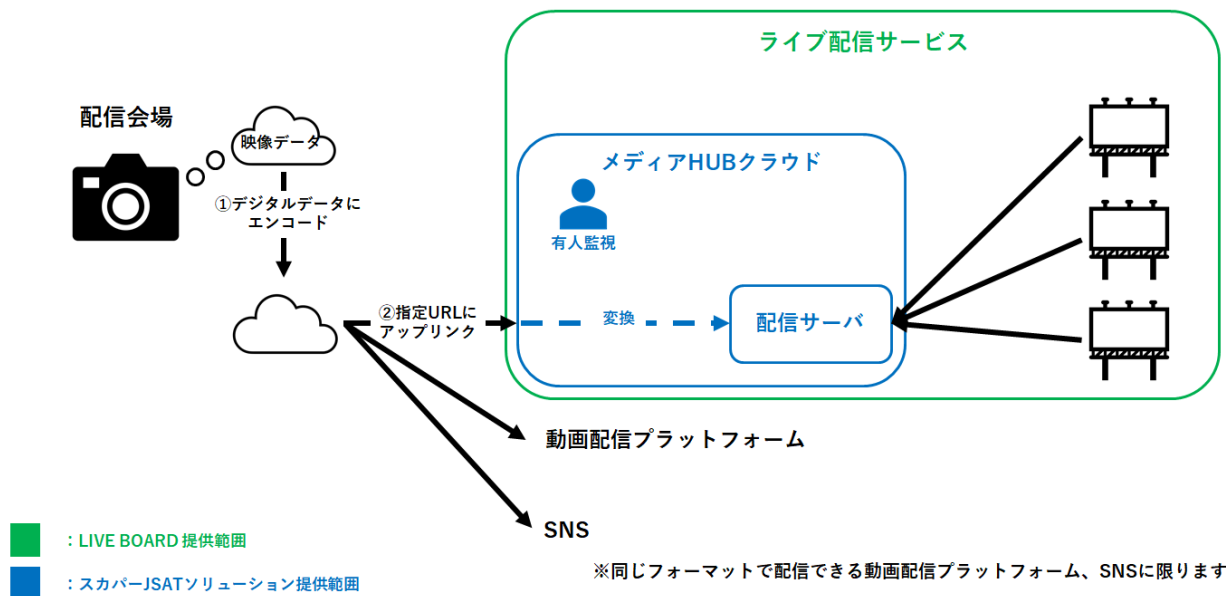 ライブ配信サービス
配信会場
映像データ
メディアHUBクラウド
①デジタルデータに
エンコード
有人監視
②指定URLに
アップリンク
変換
配信サーバ
動画配信プラットフォーム
SNS
：LIVE BOARD 提供範囲
：スカパーJSATソリューション提供範囲
※同じフォーマットで配信できる動画配信プラットフォーム、SNSに限ります